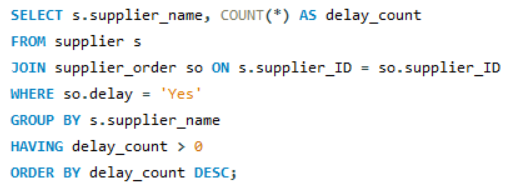 SELECT s.supplier_name, COUNT(*) AS delay_count
FROM supplier s
JOIN supplier_order so ON s.supplier_ID = so.supplier_ID
WHERE so.delay = 'Yes'
GROUP BY s.supplier_name
HAVING delay_count > 0
ORDER BY delay_count DESC;